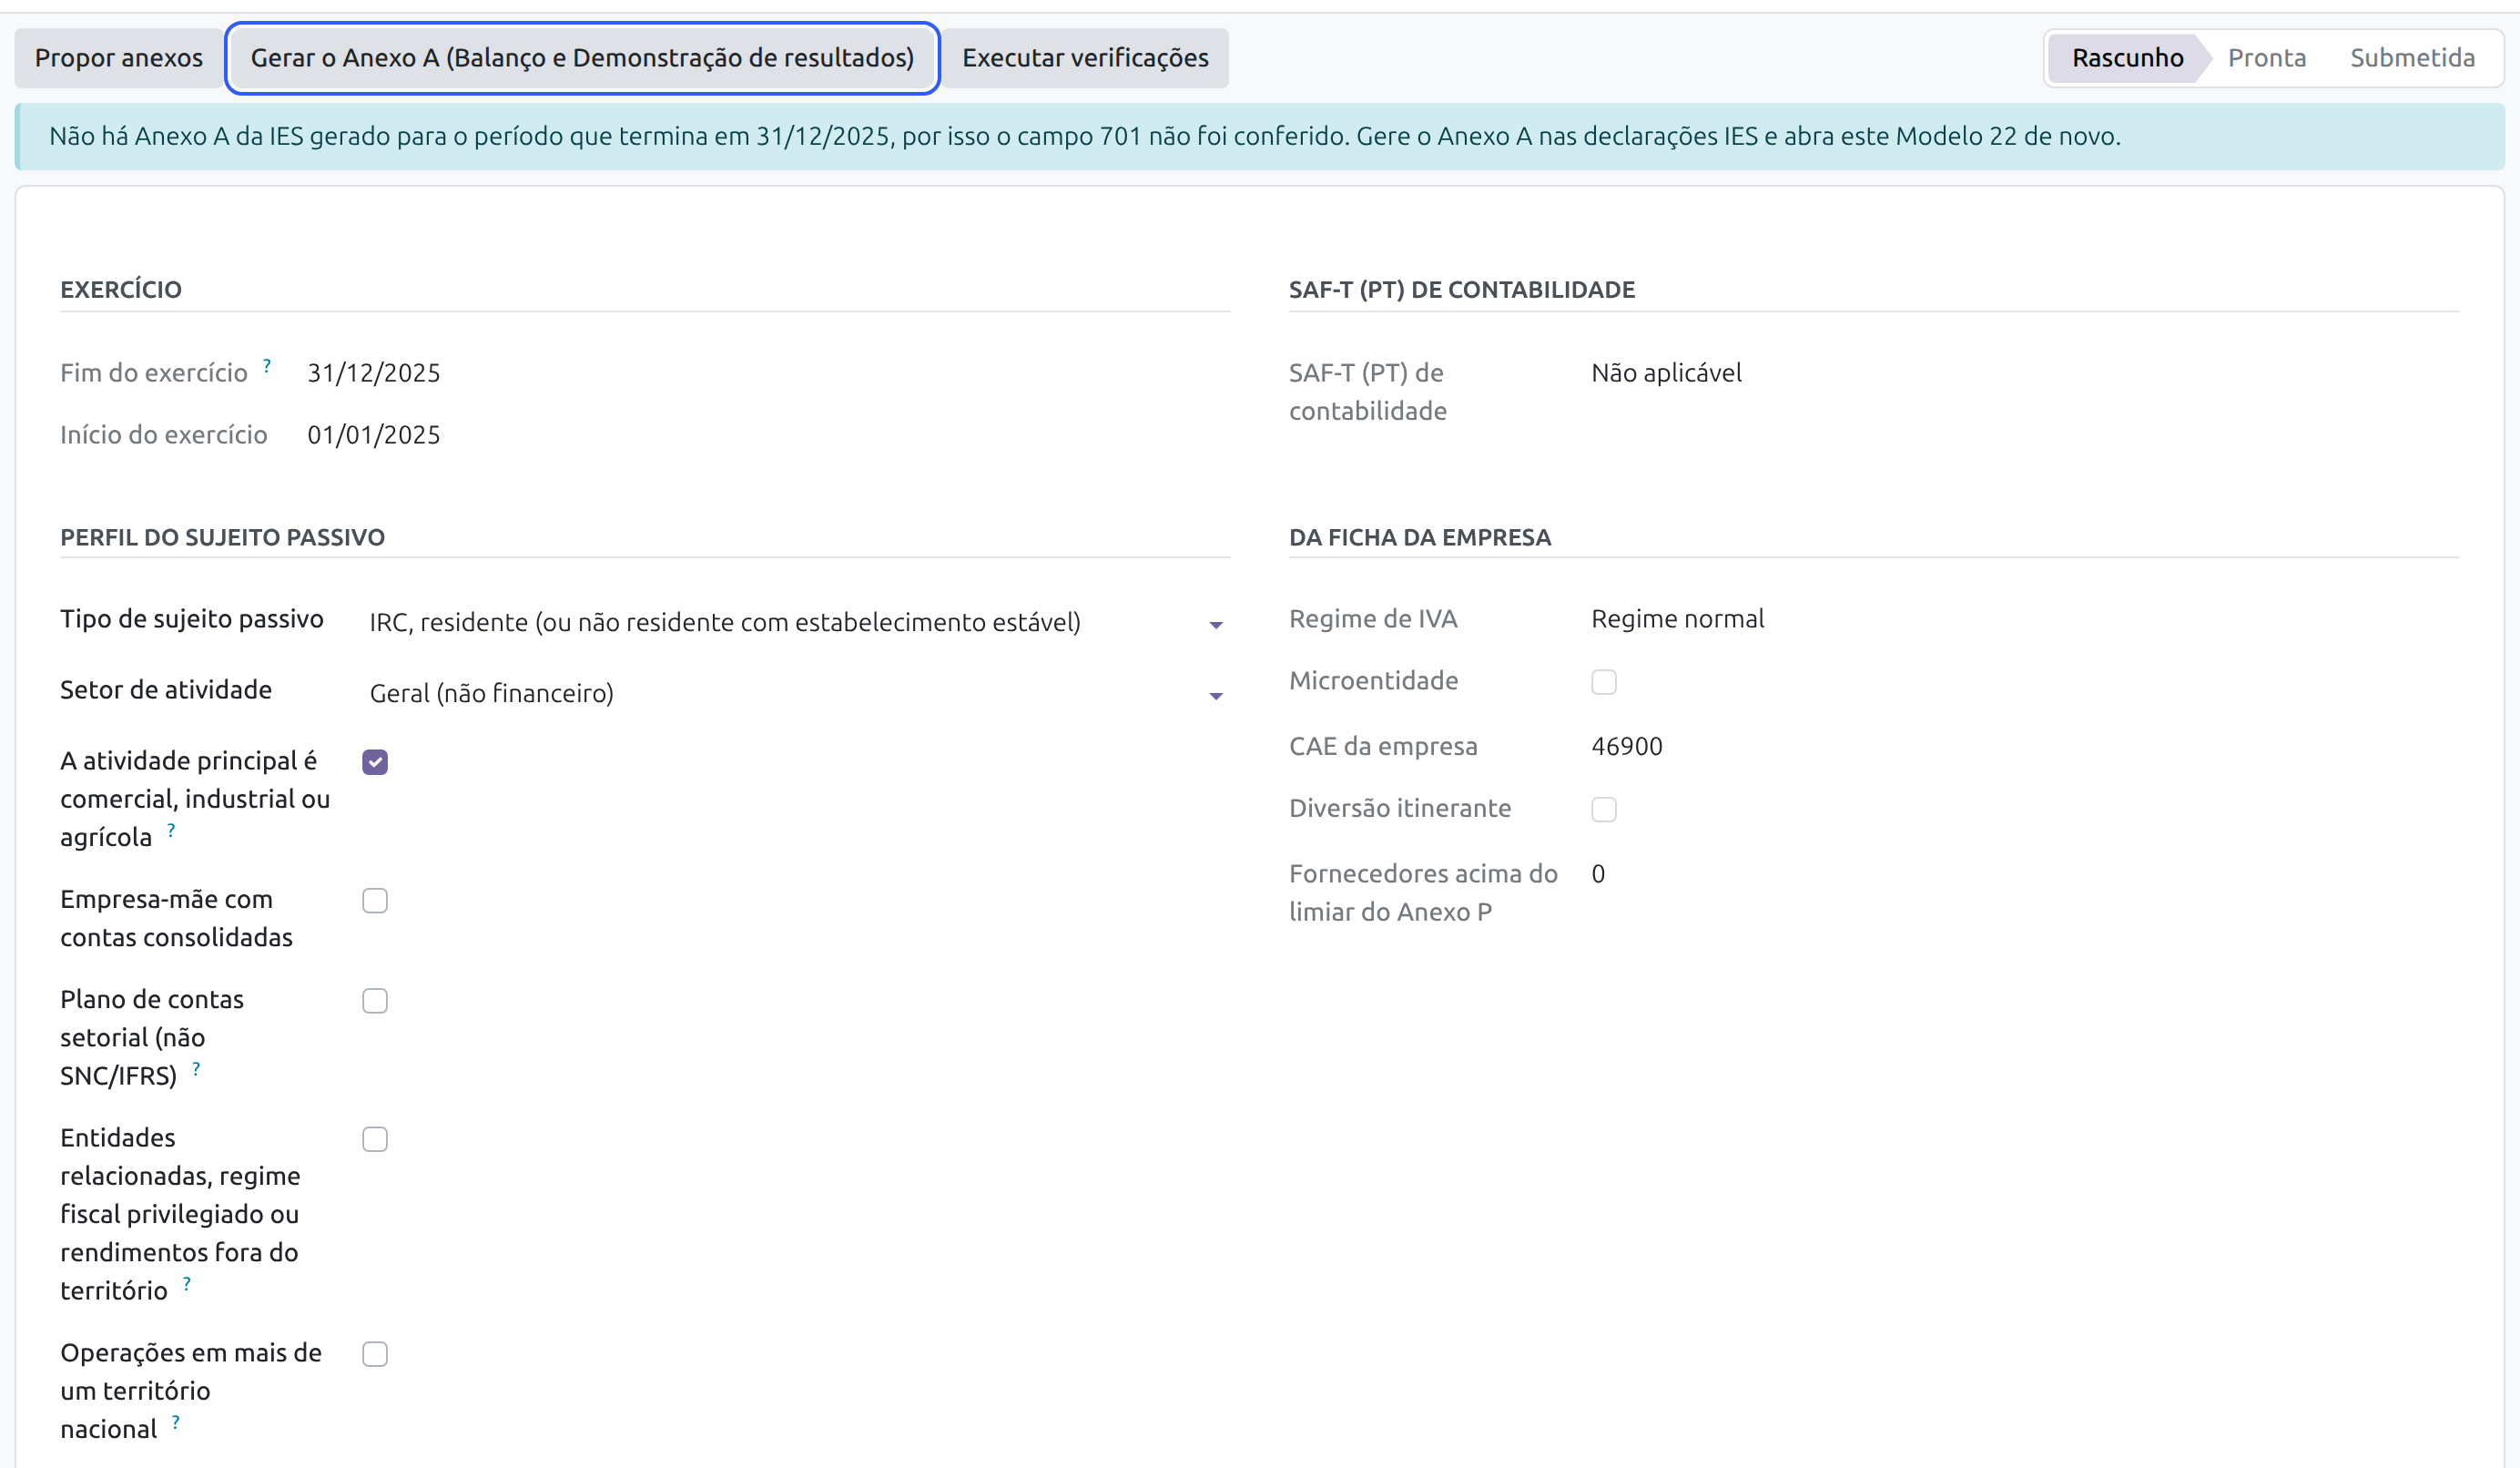 Propor anexos
Gerar o Anexo A (Balanço e Demonstração de resultados)
Executar verificações
Rascunho
Pronta
Submetida
Não há Anexo A da IES gerado para o período que termina em 31/12/2025, por isso o campo 701 não foi conferido. Gere o Anexo A nas declarações IES e abra este Modelo 22 de novo.
EXERCÍCIO
Fim do exercício ? 31/12/2025
Início do exercício 01/01/2025
SAF-T (PT) DE CONTABILIDADE
SAF-T (PT) de Não aplicável
contabilidade
PERFIL DO SUJEITO PASSIVO
Tipo de sujeito passivo IRC, residente (ou não residente com estabelecimento estável)
Setor de atividade Geral (não financeiro)
A atividade principal é
comercial, industrial ou
agrícola ?
Empresa-mãe com
contas consolidadas
Plano de contas
setorial (não
SNC/IFRS) ?
Entidades
relacionadas, regime
fiscal privilegiado ou
rendimentos fora do
território ?
Operações em mais de
um território
nacional ?
DA FICHA DA EMPRESA
Regime de IVA Regime normal
Microentidade
CAE da empresa 46900
Diversão itinerante
Fornecedores acima do 0
limiar do Anexo P